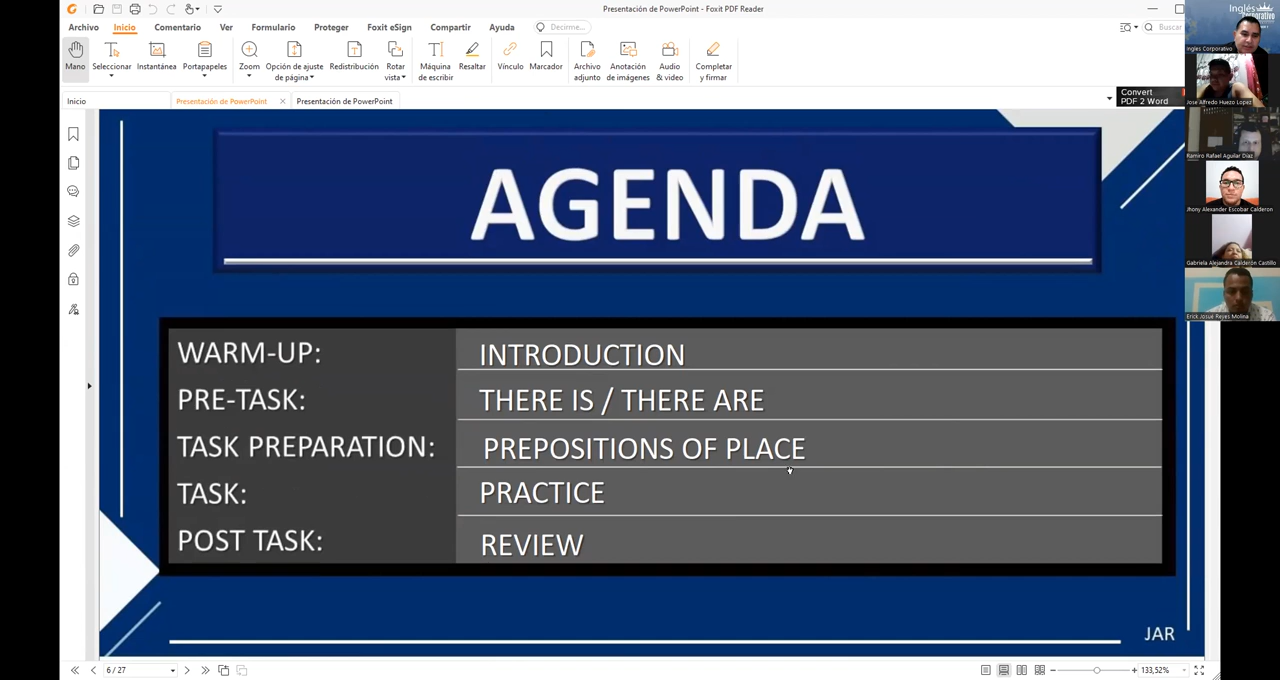 Presentación de PowerPoint - Foxit PDF Reader
Archivo Inicio Comentario Ver Formulario Proteger Foxit eSign Compartir Ayuda Decirme... Buscar
Mano Seleccionar Instantánea Portapapeles Zoom Opción de ajuste de página Redistribución Rotar vista Máquina de escribir Resaltar Vínculo Marcador Archivo adjunto Anotación de imágenes Audio & video Completar y firmar
Inicio Presentación de PowerPoint Presentación de PowerPoint
Convert
PDF 2 Word
Inglés
Corporativo
Ingles Corporativo
Jose Alfredo Huezo Lopez
Ramiro Rafael Aguilar Diaz
Jhony Alexander Escobar Calderon
Gabriela Alejandra Calderón Castillo
Erick Josué Reyes Molina
AGENDA
WARM-UP: INTRODUCTION
PRE-TASK: THERE IS / THERE ARE
TASK PREPARATION: PREPOSITIONS OF PLACE
TASK: PRACTICE
POST TASK: REVIEW
JAR
6 / 27
133,52%